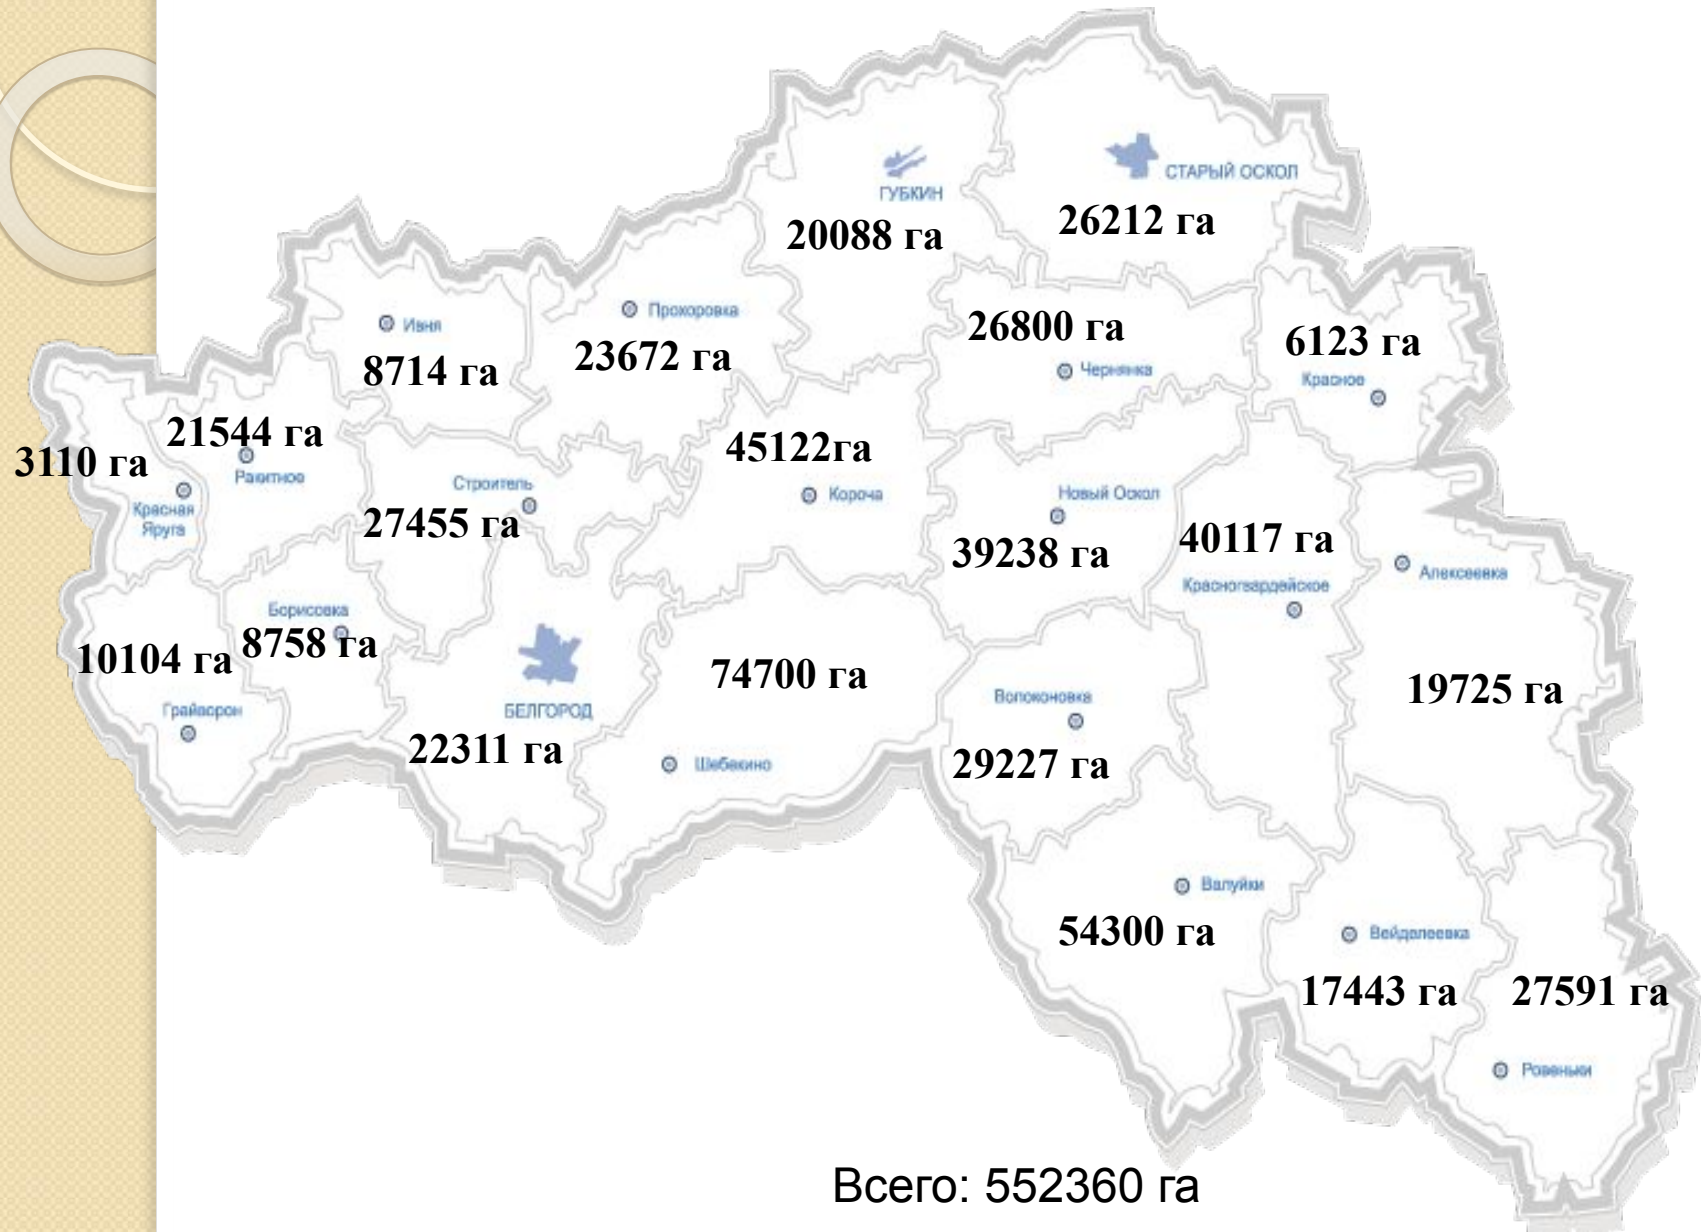 ГУБКИН
20088 га
СТАРЫЙ ОСКОЛ
26212 га
Ивня
8714 га
Прохоровка
23672 га
26800 га
Чернянка
6123 га
Красное
3110 га
Красная
Яруга
21544 га
Ракитное
Строитель
27455 га
45122га
Короча
Новый Оскол
39238 га
40117 га
Красногвардейское
Алексеевка
19725 га
10104 га
Грайворон
Борисовка
8758 га
БЕЛГОРОД
22311 га
74700 га
Шебекино
Волоконовка
29227 га
Валуйки
54300 га
Вейделеевка
17443 га
27591 га
Ровеньки
Всего: 552360 га